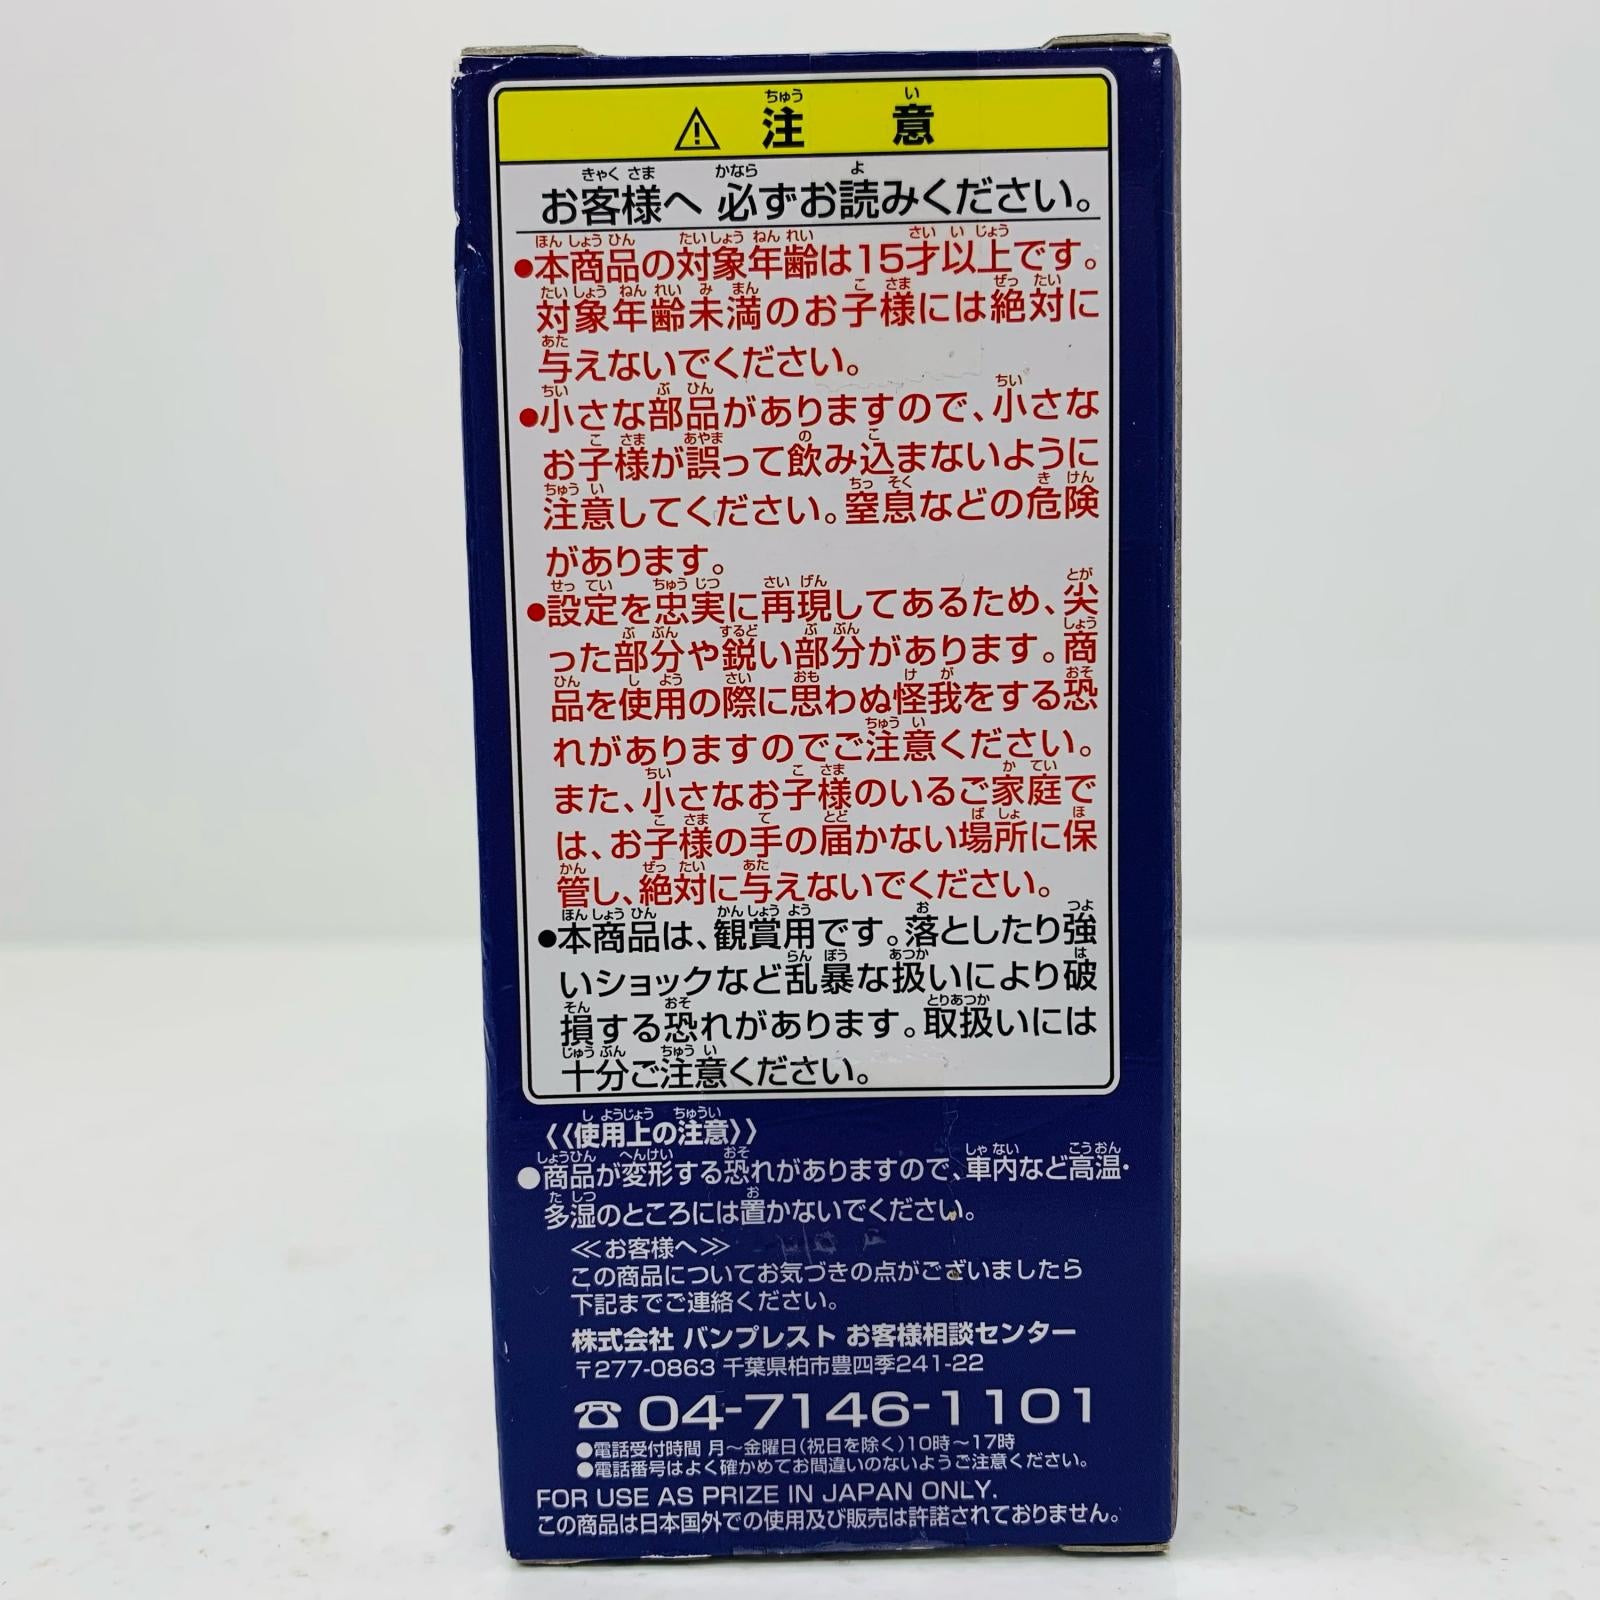 ⚠ 注意
お客様へ 必ずお読みください。
●本商品の対象年齢は15才以上です。
対象年齢未満のお子様には絶対に
与えないでください。
●小さな部品がありますので、小さな
お子様が誤って飲み込まないように
注意してください。窒息などの危険
があります。
●設定を忠実に再現してあるため、尖
った部分や鋭い部分があります。商
品を使用の際に思わぬ怪我をする恐
れがありますのでご注意ください。
また、小さなお子様のいるご家庭で
は、お子様の手の届かない場所に保
管し、絶対に与えないでください。
●本商品は、観賞用です。落としたり強
いショックなど乱暴な扱いにより破
損する恐れがあります。取扱いには
十分ご注意ください。
《使用上の注意》
●商品が変形する恐れがありますので、車内など高温・
多湿のところには置かないでください。
≪お客様へ≫
この商品についてお気づきの点がございましたら
下記までご連絡ください。
株式会社 バンプレスト お客様相談センター
〒277-0863 千葉県柏市豊四季241-22
☎ 04-7146-1101
●電話受付時間 月～金曜日(祝日を除く)10時～17時
●電話番号はよく確かめてお間違いのないようご注意ください。
FOR USE AS PRIZE IN JAPAN ONLY.
この商品は日本国外での使用及び販売は許諾されておりません。